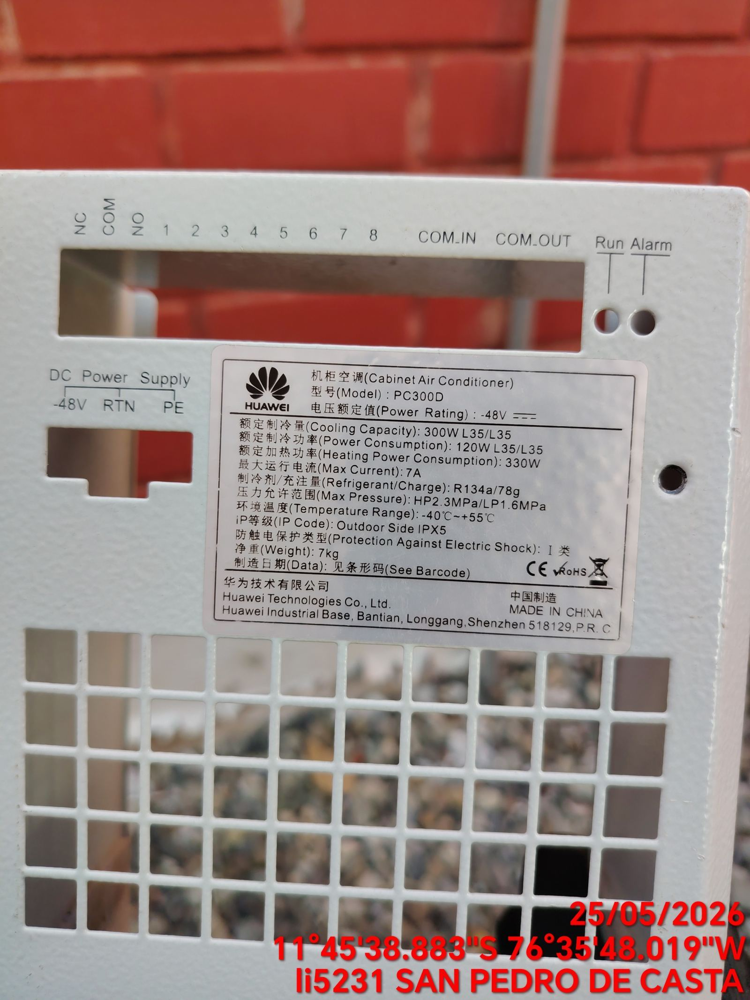 NC COM NO 1 2 3 4 5 6 7 8 COM_IN COM_OUT Run Alarm
DC Power Supply
-48V RTN PE
HUAWEI
机柜空调(Cabinet Air Conditioner)
型号(Model) : PC300D
电压额定值(Power Rating) : -48V
额定制冷量(Cooling Capacity): 300W L35/L35
额定制冷功率(Power Consumption): 120W L35/L35
额定加热功率(Heating Power Consumption): 330W
最大运行电流(Max Current): 7A
制冷剂/充注量(Refrigerant/Charge): R134a/78g
压力允许范围(Max Pressure): HP2.3MPa/LP1.6MPa
环境温度(Temperature Range): -40℃~+55℃
iP等级(IP Code): Outdoor Side IPX5
防触电保护类型(Protection Against Electric Shock): I 类
净重(Weight): 7kg
制造日期(Data): 见条形码(See Barcode)
CE RoHS
华为技术有限公司
Huawei Technologies Co., Ltd.
Huawei Industrial Base, Bantian, Longgang,Shenzhen 518129,P.R. C
中国制造
MADE IN CHINA
25/05/2026
11°45'38.883"S 76°35'48.019"W
li5231 SAN PEDRO DE CASTA